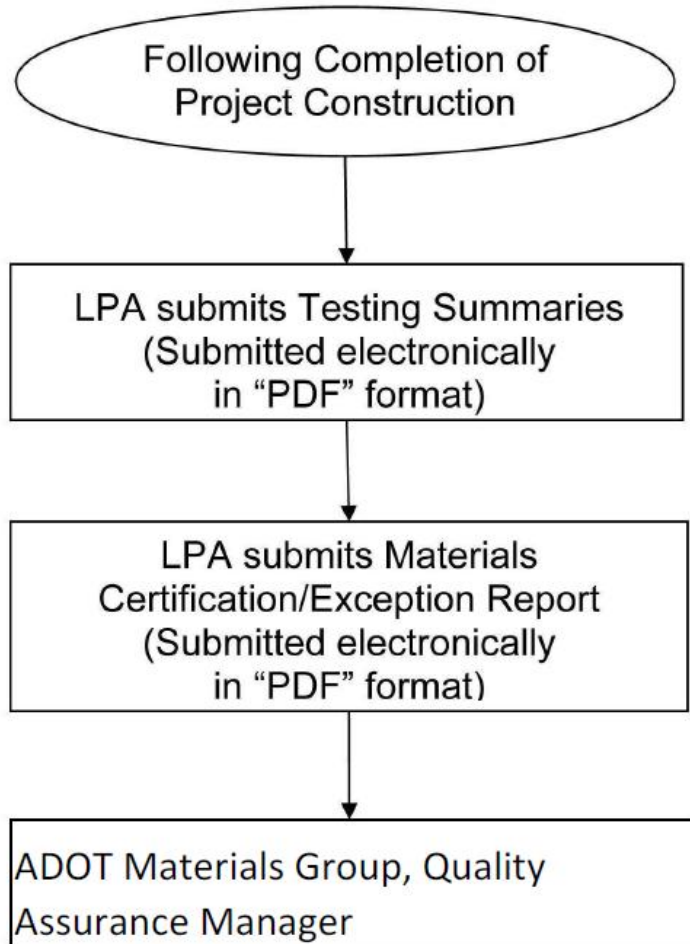 Following Completion of
Project Construction
LPA submits Testing Summaries
(Submitted electronically
in “PDF” format)
LPA submits Materials
Certification/Exception Report
(Submitted electronically
in “PDF” format)
ADOT Materials Group, Quality
Assurance Manager